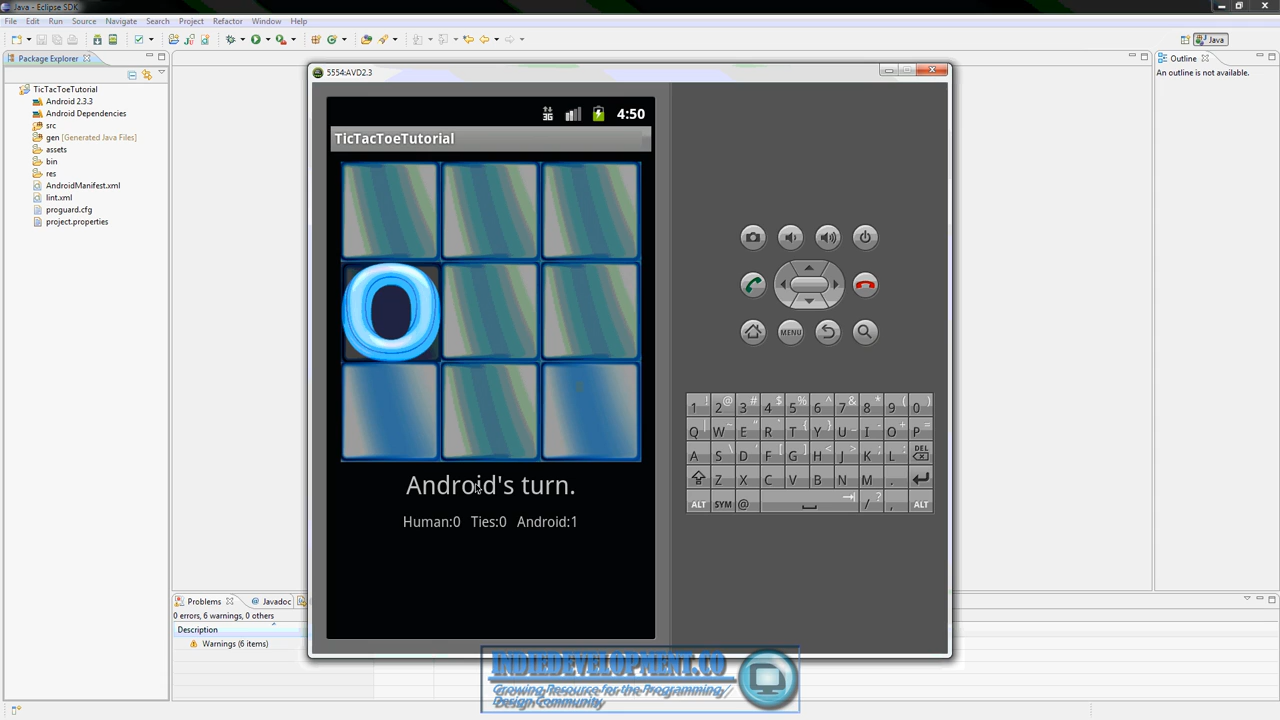 Java - Eclipse SDK
File Edit Run Source Navigate Search Project Refactor Window Help
Java
Package Explorer
Outline
An outline is not available.
TicTacToeTutorial
Android 2.3.3
Android Dependencies
src
gen [Generated Java Files]
assets
bin
res
AndroidManifest.xml
lint.xml
proguard.cfg
project.properties
5554:AVD2.3
3G 4:50
TicTacToeTutorial
O
Android's turn.
Human:0 Ties:0 Android:1
MENU
1 ! 2 @ 3 # 4 $ 5 % 6 ^ 7 & 8 * 9 ( 0 )
Q W E R T Y U I O P
A S D F G H J K L DEL
Z X C V B N M .
ALT SYM @ / ? , ALT
Problems Javadoc
0 errors, 6 warnings, 0 others
Description
Warnings (6 items)
INDIEDEVELOPMENT.CO
Growing Resource for the Programming/
Design Community